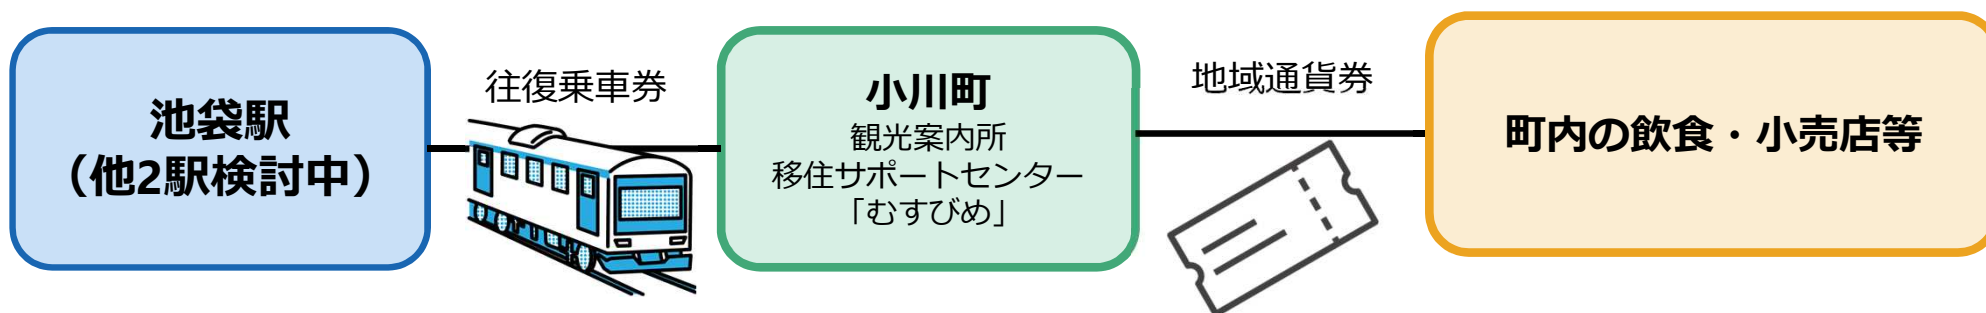 池袋駅
（他2駅検討中）
往復乗車券
小川町
観光案内所
移住サポートセンター
「むすびめ」
地域通貨券
町内の飲食・小売店等